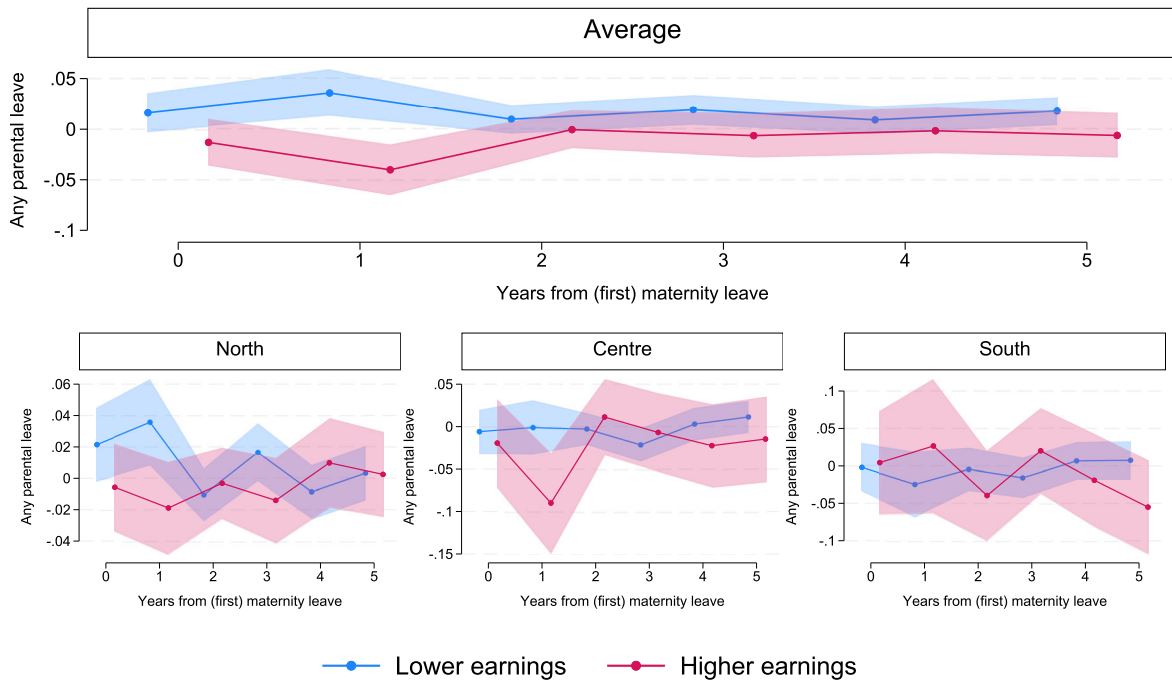 Average
Any parental leave
.05
0
-.05
-.1
0 1 2 3 4 5
Years from (first) maternity leave
North
Any parental leave
.06
.04
.02
0
-.02
-.04
0 1 2 3 4 5
Years from (first) maternity leave
Centre
Any parental leave
.05
0
-.05
-.1
-.15
0 1 2 3 4 5
Years from (first) maternity leave
South
Any parental leave
.1
.05
0
-.05
-.1
0 1 2 3 4 5
Years from (first) maternity leave
Lower earnings Higher earnings